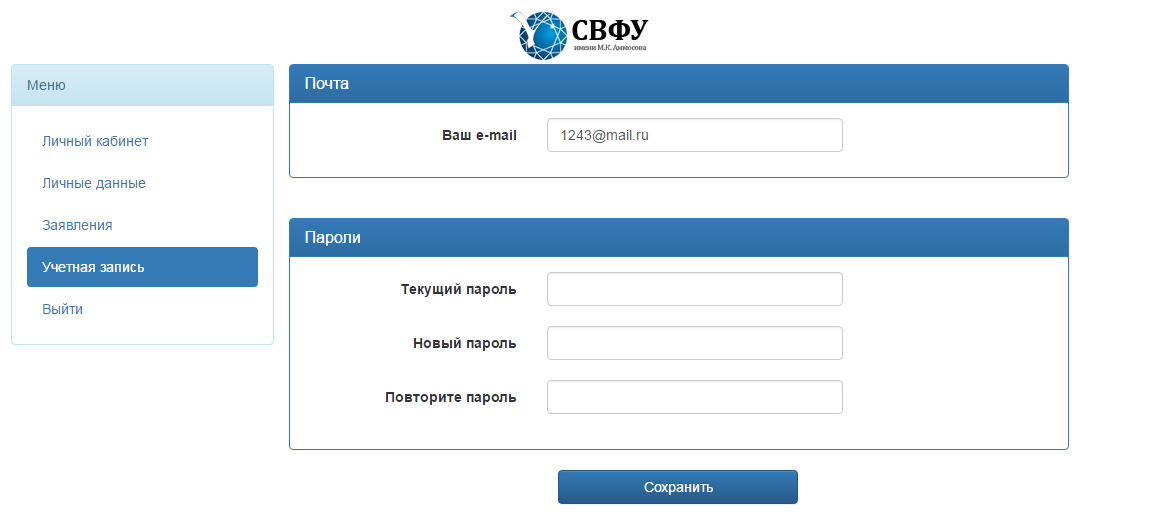 СВФУ
имени М.К. Аммосова
Меню
Личный кабинет
Личные данные
Заявления
Учетная запись
Выйти
Почта
Ваш e-mail 1243@mail.ru
Пароли
Текущий пароль
Новый пароль
Повторите пароль
Сохранить